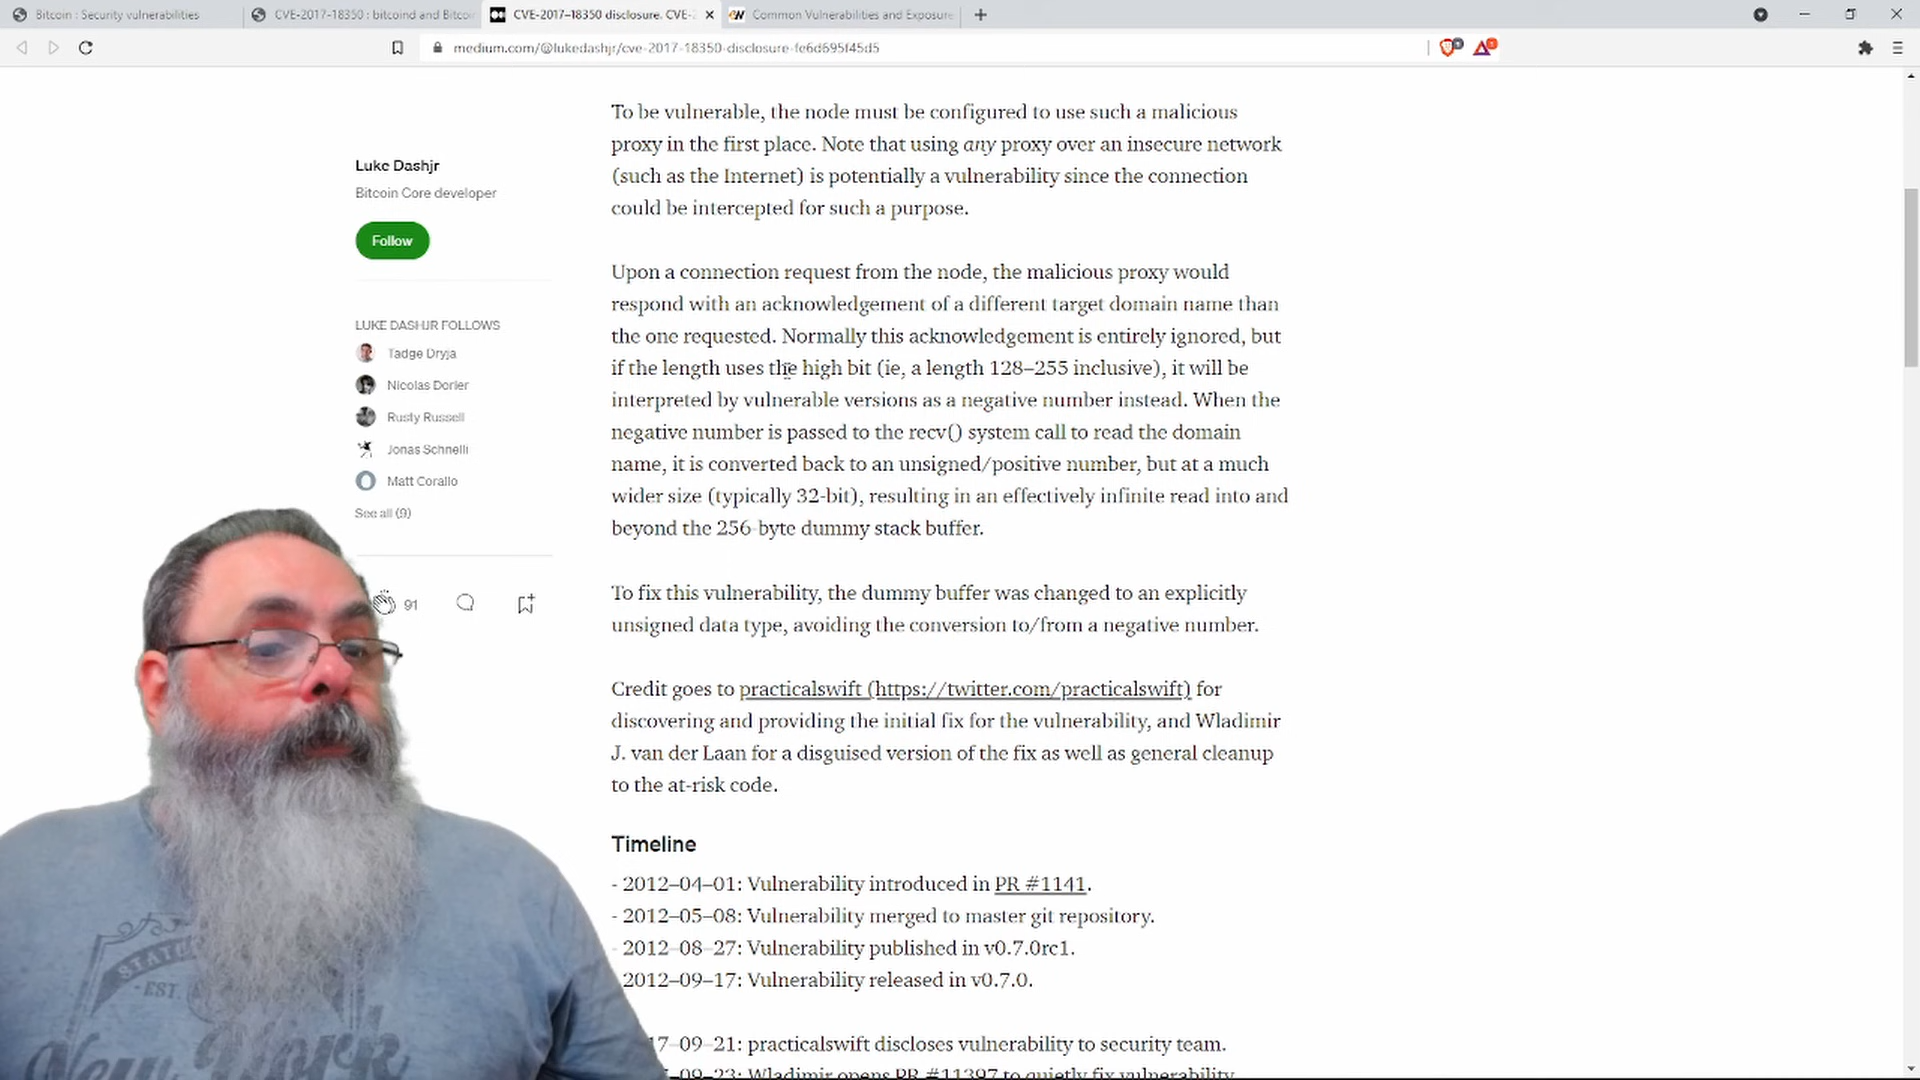 Bitcoin : Security vulnerabilities
CVE-2017-18350 : bitcoind and Bitcoi
CVE-2017–18350 disclosure. CVE-
Common Vulnerabilities and Exposure
medium.com/@lukedashjr/cve-2017-18350-disclosure-fe6d695f45d5
Luke Dashjr
Bitcoin Core developer
Follow
LUKE DASHJR FOLLOWS
Tadge Dryja
Nicolas Dorier
Rusty Russell
Jonas Schnelli
Matt Corallo
See all (9)
91
To be vulnerable, the node must be configured to use such a malicious
proxy in the first place. Note that using any proxy over an insecure network
(such as the Internet) is potentially a vulnerability since the connection
could be intercepted for such a purpose.
Upon a connection request from the node, the malicious proxy would
respond with an acknowledgement of a different target domain name than
the one requested. Normally this acknowledgement is entirely ignored, but
if the length uses the high bit (ie, a length 128–255 inclusive), it will be
interpreted by vulnerable versions as a negative number instead. When the
negative number is passed to the recv() system call to read the domain
name, it is converted back to an unsigned/positive number, but at a much
wider size (typically 32-bit), resulting in an effectively infinite read into and
beyond the 256-byte dummy stack buffer.
To fix this vulnerability, the dummy buffer was changed to an explicitly
unsigned data type, avoiding the conversion to/from a negative number.
Credit goes to practicalswift (https://twitter.com/practicalswift) for
discovering and providing the initial fix for the vulnerability, and Wladimir
J. van der Laan for a disguised version of the fix as well as general cleanup
to the at-risk code.
Timeline
- 2012–04–01: Vulnerability introduced in PR #1141.
- 2012–05–08: Vulnerability merged to master git repository.
- 2012–08–27: Vulnerability published in v0.7.0rc1.
2012–09–17: Vulnerability released in v0.7.0.
17–09–21: practicalswift discloses vulnerability to security team.
–09–23: Wladimir opens PR #11397 to quietly fix vulnerability.
EST.
New York